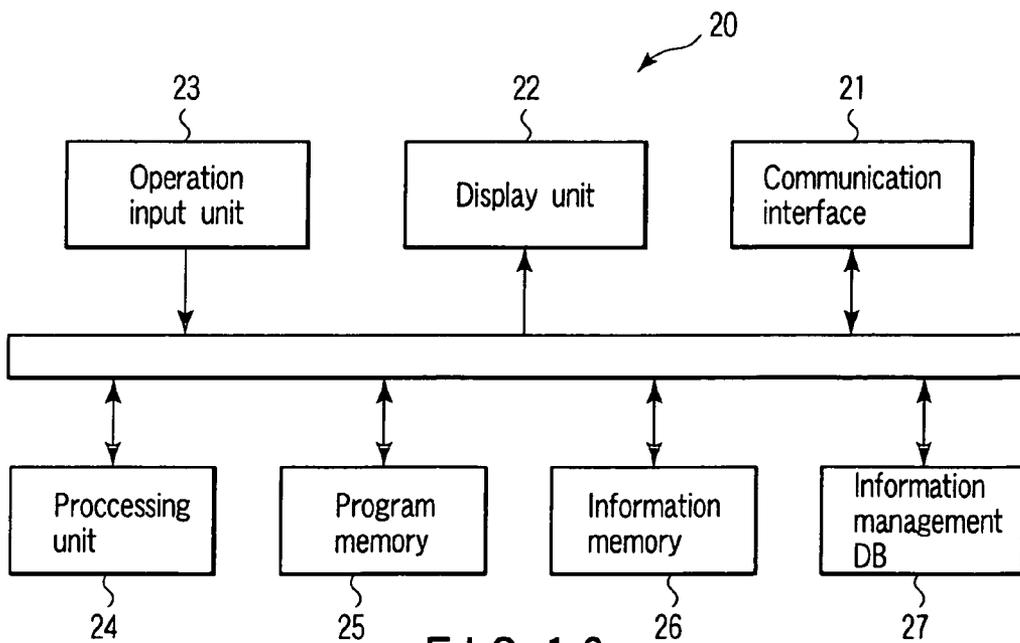 20
23
22
21
Operation
input unit
Display unit
Communication
interface
Proccessing
unit
Program
memory
Information
memory
Information
management
DB
24
25
26
27